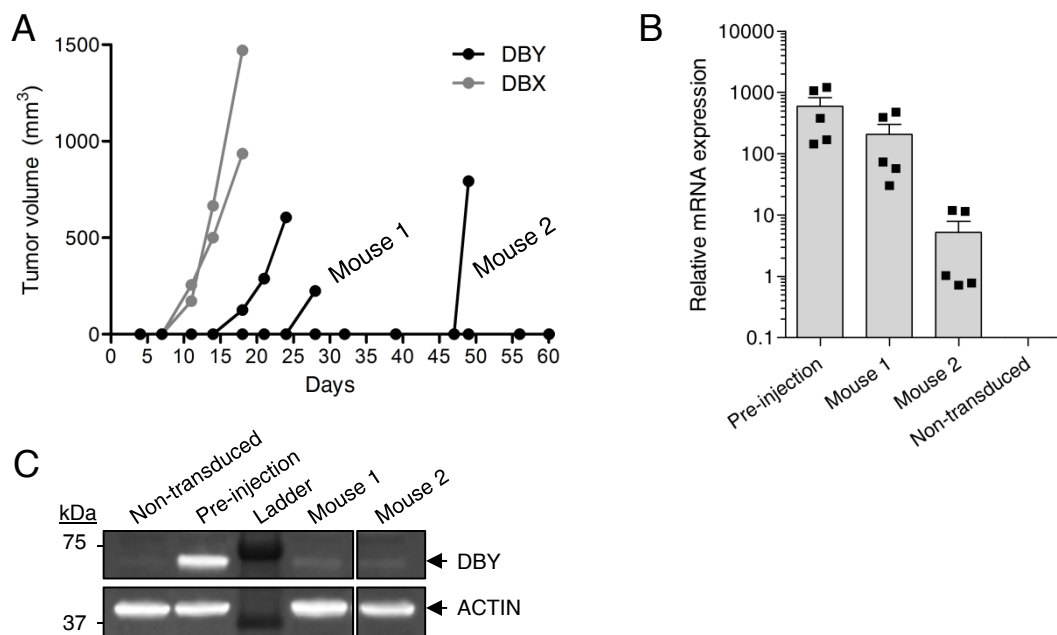 A
Tumor volume (mm³)
1500
1000
500
0
0 5 10 15 20 25 30 35 40 45 50 55 60
Days
DBY
DBX
Mouse 1
Mouse 2
B
Relative mRNA expression
10000
1000
100
10
1
0.1
Pre-injection
Mouse 1
Mouse 2
Non-transduced
C
Non-transduced
Pre-injection
Ladder
Mouse 1
Mouse 2
kDa
75
DBY
ACTIN
37